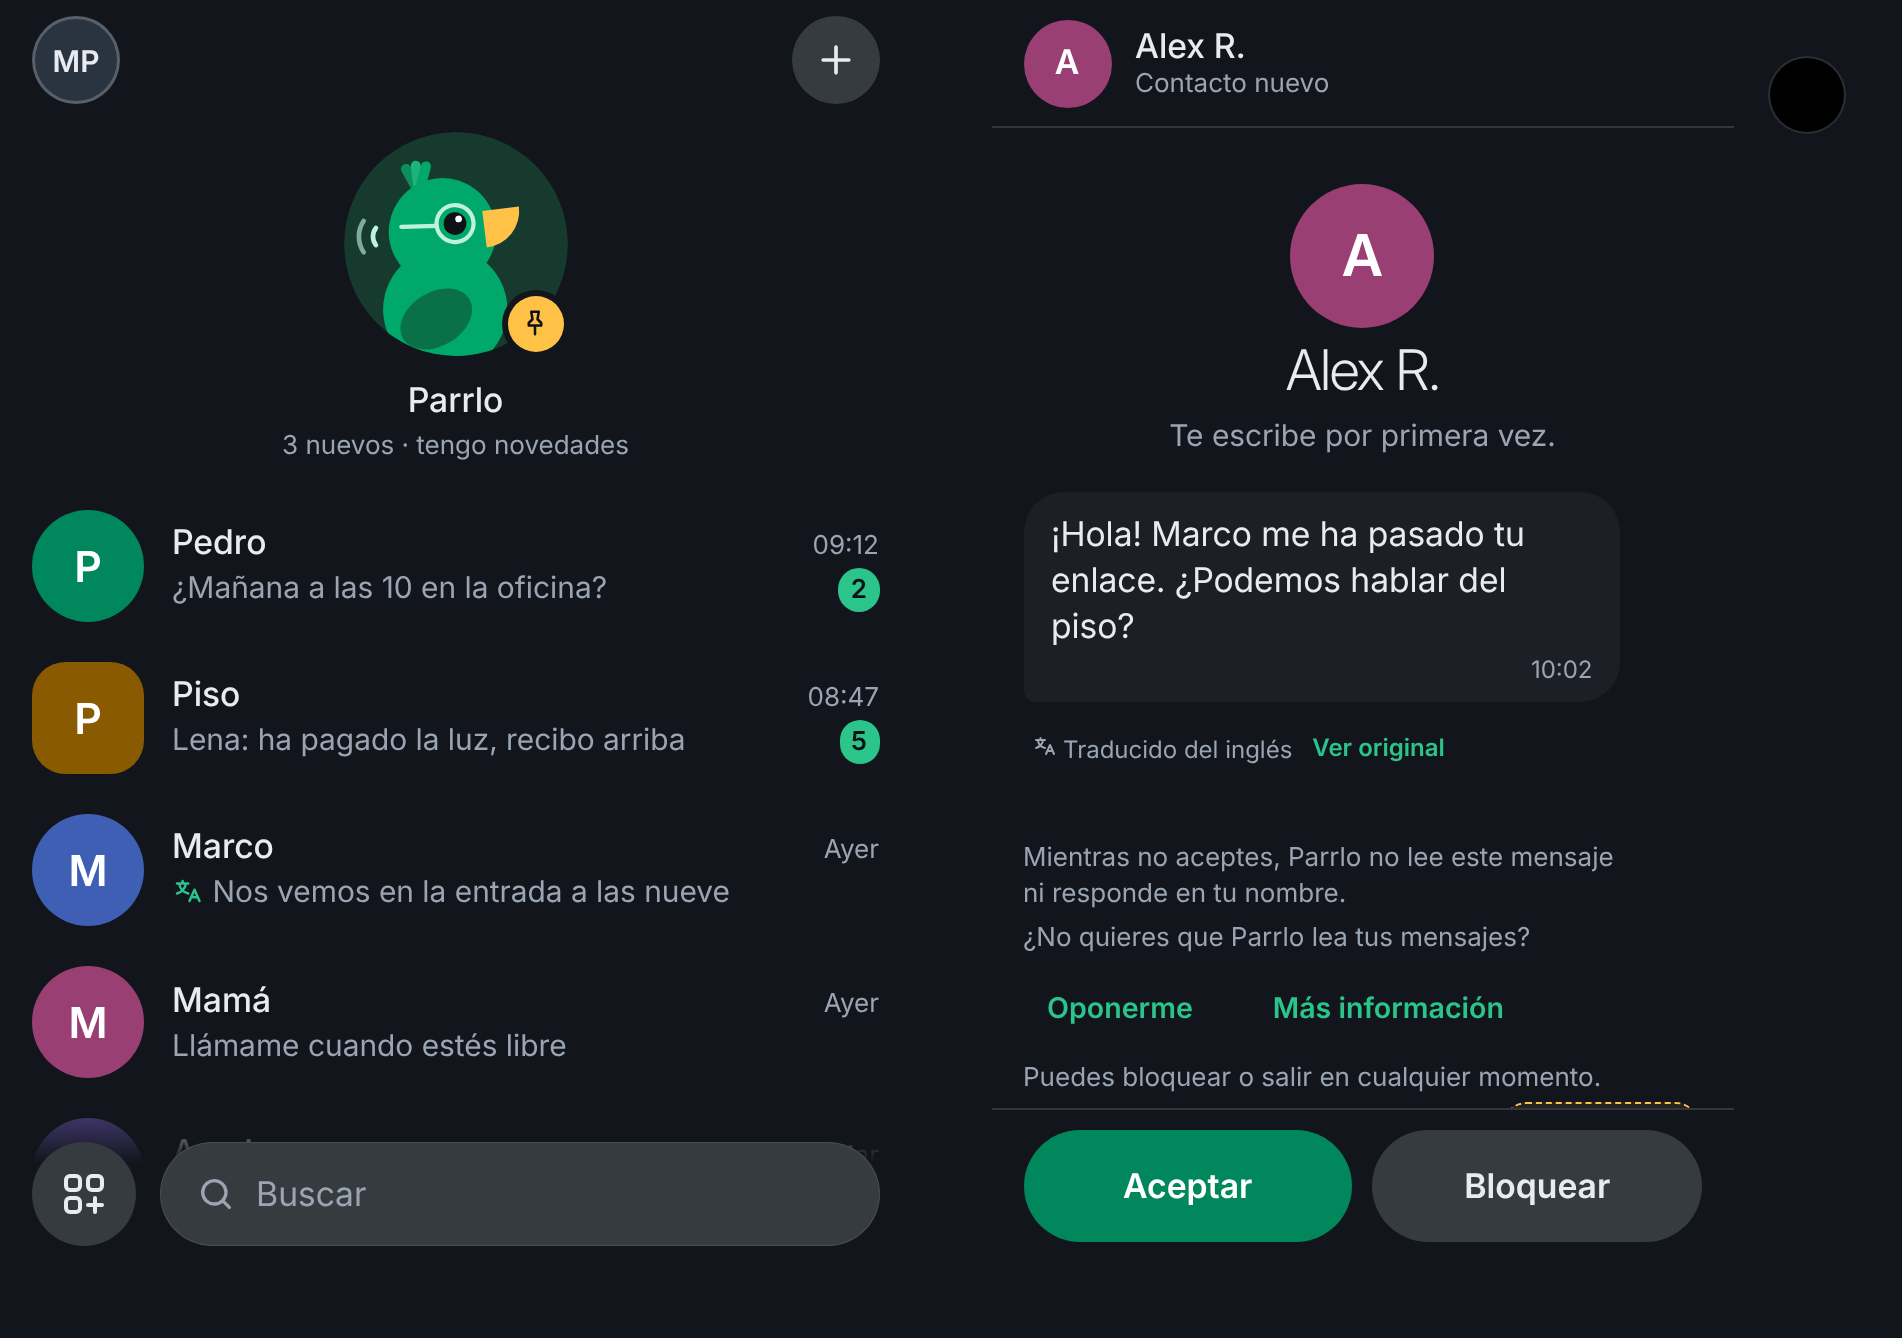 MP
Parrlo
3 nuevos · tengo novedades
P
Pedro
09:12
¿Mañana a las 10 en la oficina?
2
P
Piso
08:47
Lena: ha pagado la luz, recibo arriba
5
M
Marco
Ayer
Nos vemos en la entrada a las nueve
M
Mamá
Ayer
Llámame cuando estés libre
Buscar
A
Alex R.
Contacto nuevo
A
Alex R.
Te escribe por primera vez.
¡Hola! Marco me ha pasado tu
enlace. ¿Podemos hablar del
piso?
10:02
Traducido del inglés Ver original
Mientras no aceptes, Parrlo no lee este mensaje
ni responde en tu nombre.
¿No quieres que Parrlo lea tus mensajes?
Oponerme Más información
Puedes bloquear o salir en cualquier momento.
Aceptar Bloquear